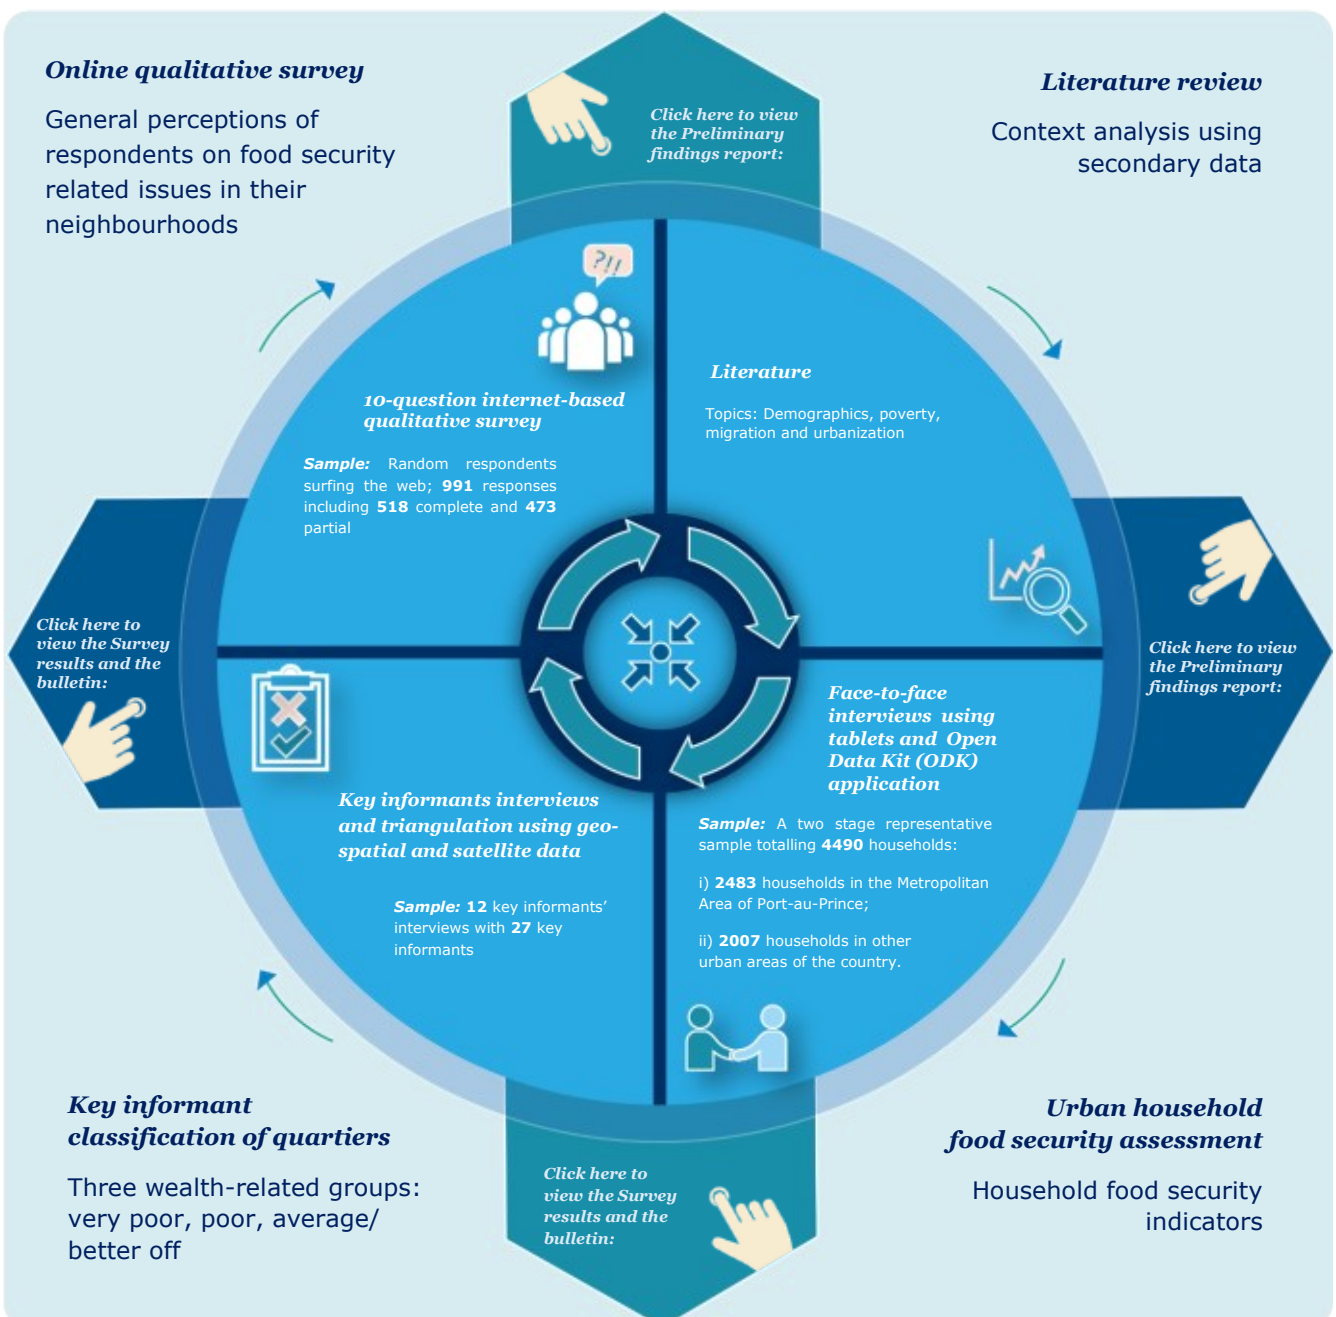 Online qualitative survey
General perceptions of
respondents on food security
related issues in their
neighbourhoods
Click here to view
the Preliminary
findings report:
Literature review
Context analysis using
secondary data
?!!
10-question internet-based
qualitative survey
Sample: Random respondents
surfing the web; 991 responses
including 518 complete and 473
partial
Literature
Topics: Demographics, poverty,
migration and urbanization
Click here to
view the Survey
results and the
bulletin:
Click here to view
the Preliminary
findings report:
Key informants interviews
and triangulation using geo-
spatial and satellite data
Sample: 12 key informants’
interviews with 27 key
informants
Face-to-face
interviews using
tablets and Open
Data Kit (ODK)
application
Sample: A two stage representative
sample totalling 4490 households:
i) 2483 households in the Metropolitan
Area of Port-au-Prince;
ii) 2007 households in other
urban areas of the country.
Key informant
classification of quartiers
Three wealth-related groups:
very poor, poor, average/
better off
Click here to
view the Survey
results and the
bulletin:
Urban household
food security assessment
Household food security
indicators